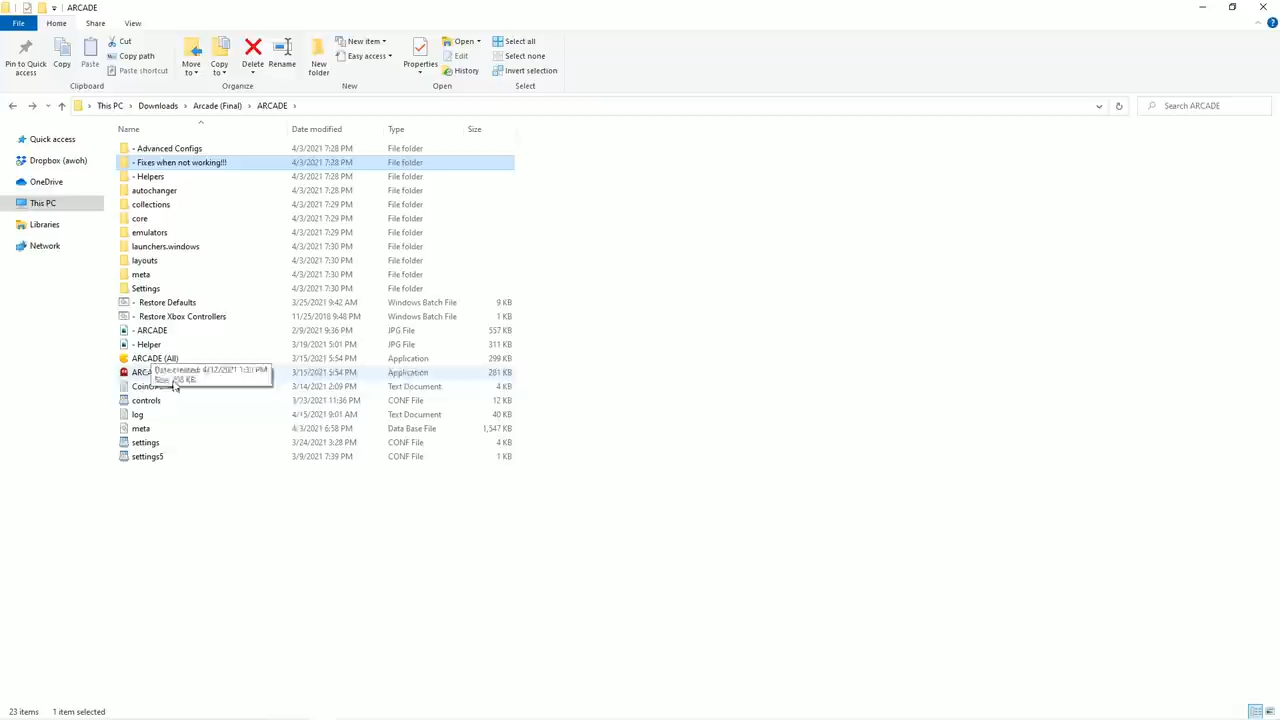 ARCADE
File Home Share View
Pin to Quick access
Copy
Paste
Cut
Copy path
Paste shortcut
Clipboard
Move to
Copy to
Delete
Rename
Organize
New folder
New item
Easy access
New
Properties
Open
Edit
History
Open
Select all
Select none
Invert selection
Select
This PC > Downloads > Arcade (Final) > ARCADE >
Search ARCADE
Quick access
Dropbox (awoh)
OneDrive
This PC
Libraries
Network
Name Date modified Type Size
- Advanced Configs 4/3/2021 7:28 PM File folder
- Fixes when not working!!! 4/3/2021 7:28 PM File folder
- Helpers 4/3/2021 7:28 PM File folder
autochanger 4/3/2021 7:28 PM File folder
collections 4/3/2021 7:29 PM File folder
core 4/3/2021 7:29 PM File folder
emulators 4/3/2021 7:29 PM File folder
launchers.windows 4/3/2021 7:30 PM File folder
layouts 4/3/2021 7:30 PM File folder
meta 4/3/2021 7:30 PM File folder
Settings 4/3/2021 7:30 PM File folder
- Restore Defaults 3/25/2021 9:42 AM Windows Batch File 9 KB
- Restore Xbox Controllers 11/25/2018 9:48 PM Windows Batch File 1 KB
- ARCADE 2/9/2021 9:36 PM JPG File 557 KB
- Helper 3/19/2021 5:01 PM JPG File 311 KB
ARCADE (All) 3/15/2021 5:54 PM Application 299 KB
3/15/2021 5:54 PM Application 281 KB
3/14/2021 2:09 PM Text Document 4 KB
controls 3/23/2021 11:36 PM CONF File 12 KB
log 4/15/2021 9:01 AM Text Document 40 KB
meta 4/3/2021 6:58 PM Data Base File 1,547 KB
settings 3/24/2021 3:28 PM CONF File 4 KB
settings5 3/9/2021 7:39 PM CONF File 1 KB
Date created:
23 items 1 item selected